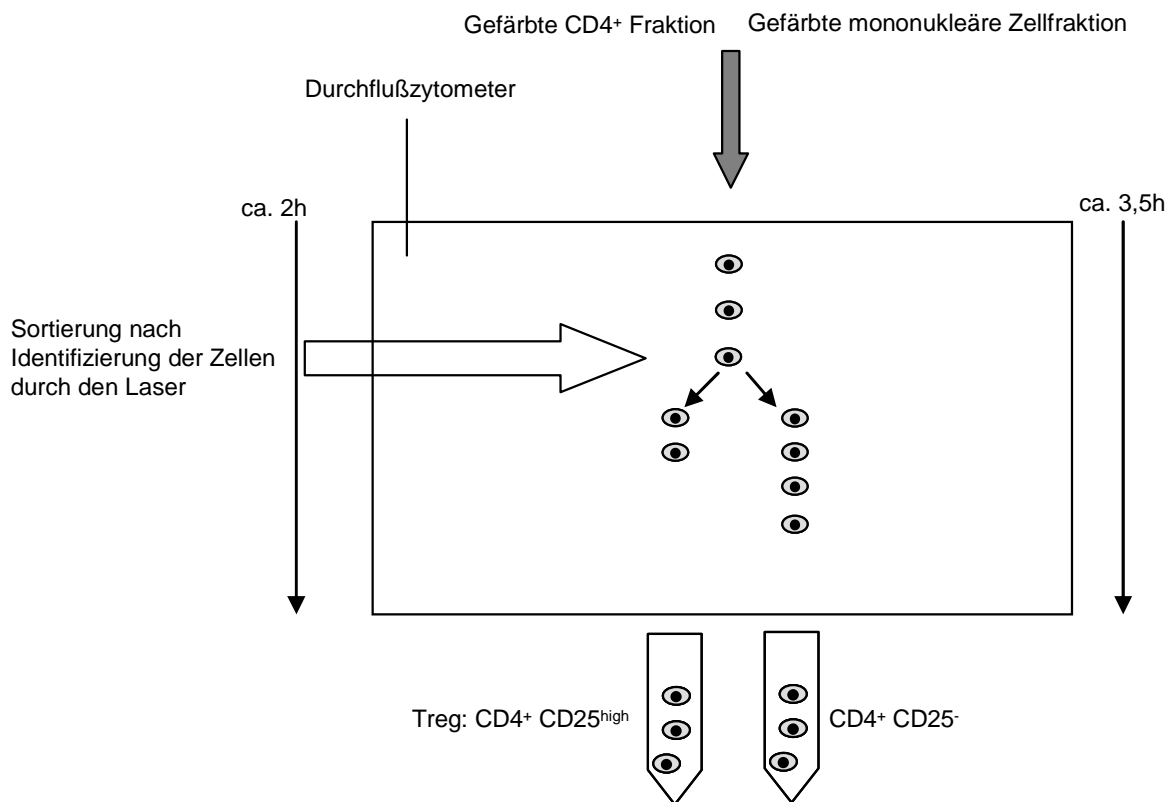 Gefärbte CD4+ Fraktion
Gefärbte mononukleäre Zellfraktion
Durchflußzytometer
ca. 2h
ca. 3,5h
Sortierung nach
Identifizierung der Zellen
durch den Laser
Treg: CD4+ CD25high
CD4+ CD25-